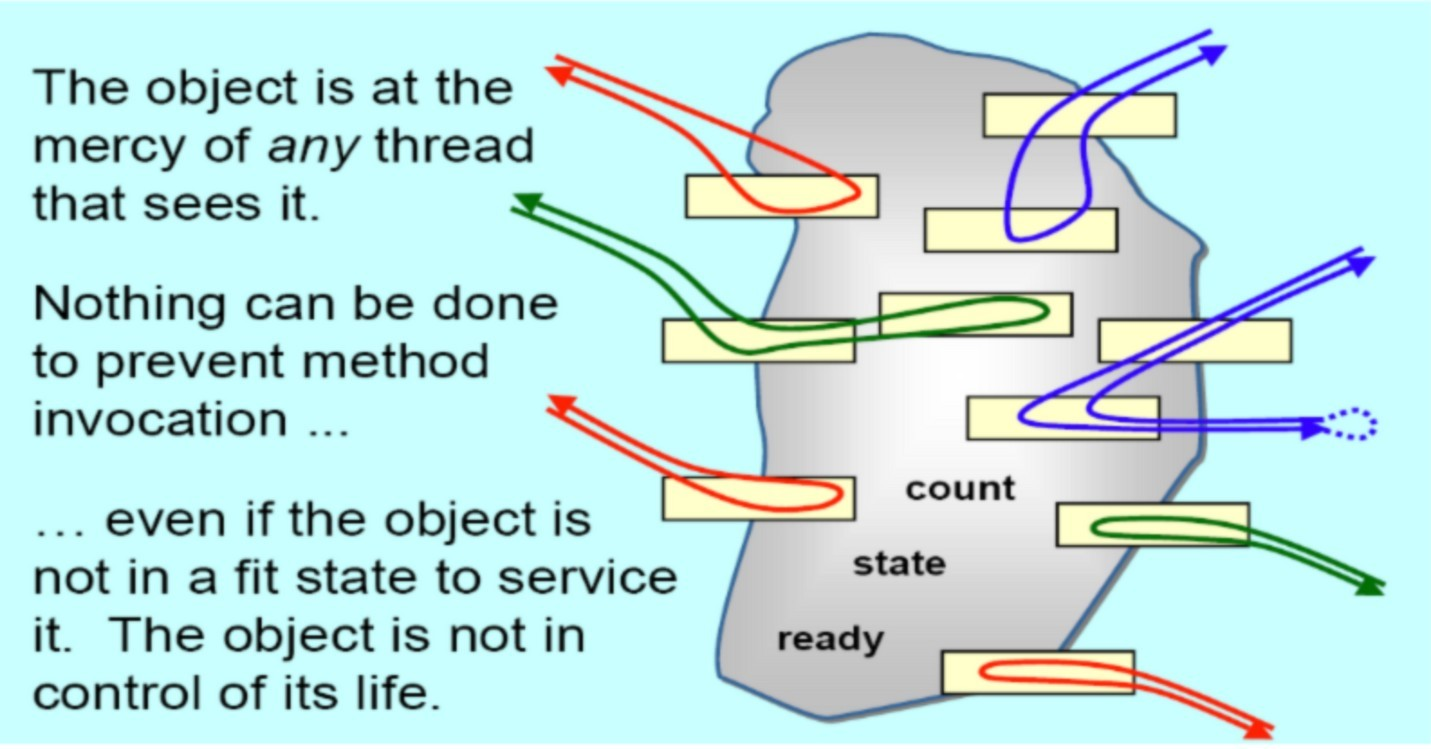 The object is at the
mercy of any thread
that sees it.
Nothing can be done
to prevent method
invocation ...
… even if the object is
not in a fit state to service
it.  The object is not in
control of its life.
count
state
ready